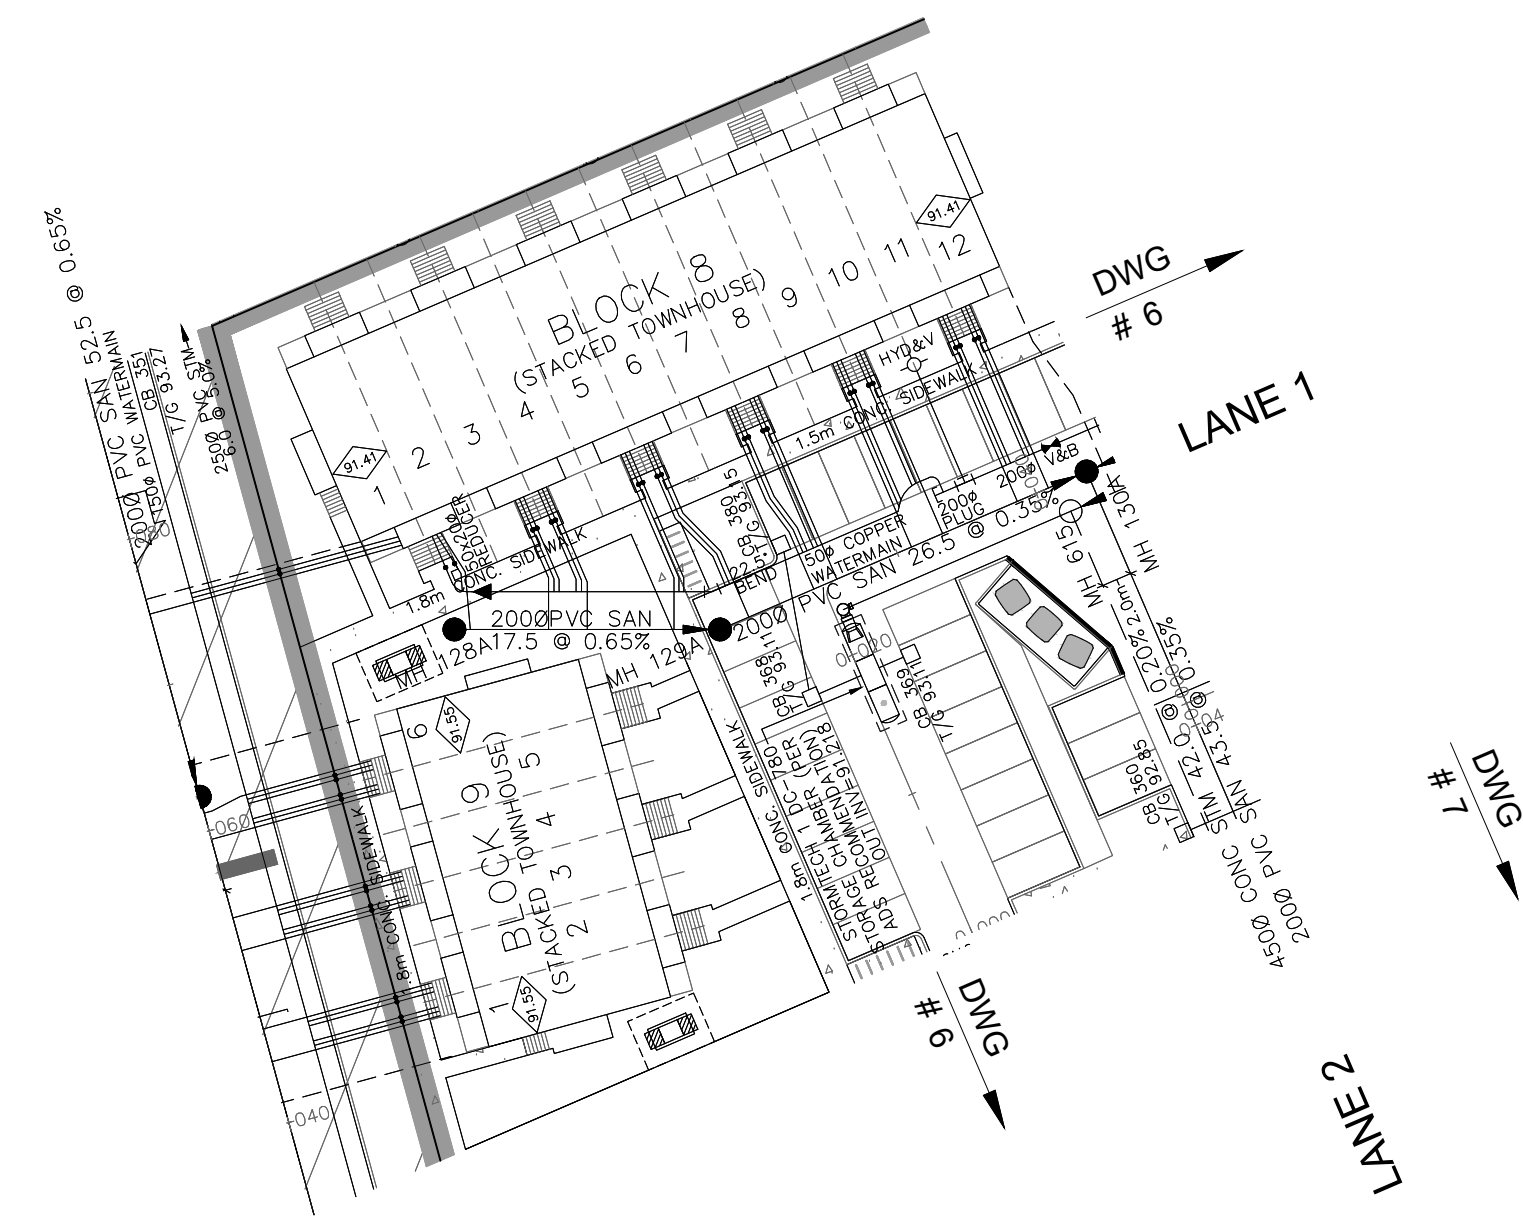 200Ø PVC SAN 52.5 @ 0.65%
150ø PVC WATERMAIN
CB 351
T/G 93.27
250Ø PVC STM
6.0 @ 5.0%
BLOCK 8
(STACKED TOWNHOUSE)
1
2
3
4
5
6
7
8
9
10
11
12
91.41
91.41
DWG
# 6
LANE 1
HYD&V
1.5m CONC. SIDEWALK
V&B
200ø
200ø
PLUG
CB 380
T/G 93.15
22.5°
BEND
50ø COPPER
WATERMAIN
REDUCER
1.8m CONC. SIDEWALK
200ØPVC SAN
17.5 @ 0.65%
MH 128A
MH 129A
200Ø PVC SAN 26.5 @ 0.35%
MH 615
MH 130A
0+020
CB 368
T/G 93.11
CB 369
T/G 93.11
2.0m
BLOCK 9
(STACKED TOWNHOUSE)
1
2
3
4
5
6
91.55
91.55
1.8m CONC. SIDEWALK
1.8m CONC. SIDEWALK
STORMTECH 1 DC-780
STORAGE CHAMBER (PER
ADS RECOMMENDATION)
OUT INV=91.218
CB 360
T/G 92.85
450Ø CONC STM 42.0 @ 0.20%
200Ø PVC SAN 43.5 @ 0.35%
-060
-040
DWG
# 7
DWG
# 6
LANE 2